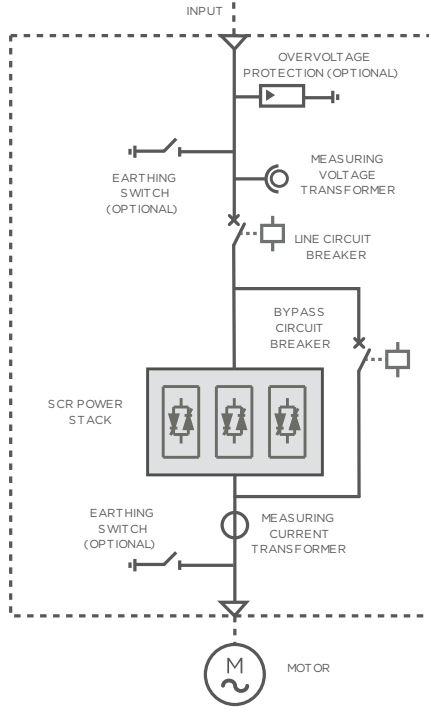 INPUT
OVERVOLTAGE
PROTECTION (OPTIONAL)
EARTHING
SWITCH
(OPTIONAL)
MEASURING
VOLTAGE
TRANSFORMER
LINE CIRCUIT
BREAKER
BYPASS
CIRCUIT
BREAKER
SCR POWER
STACK
EARTHING
SWITCH
(OPTIONAL)
MEASURING
CURRENT
TRANSFORMER
M
MOTOR